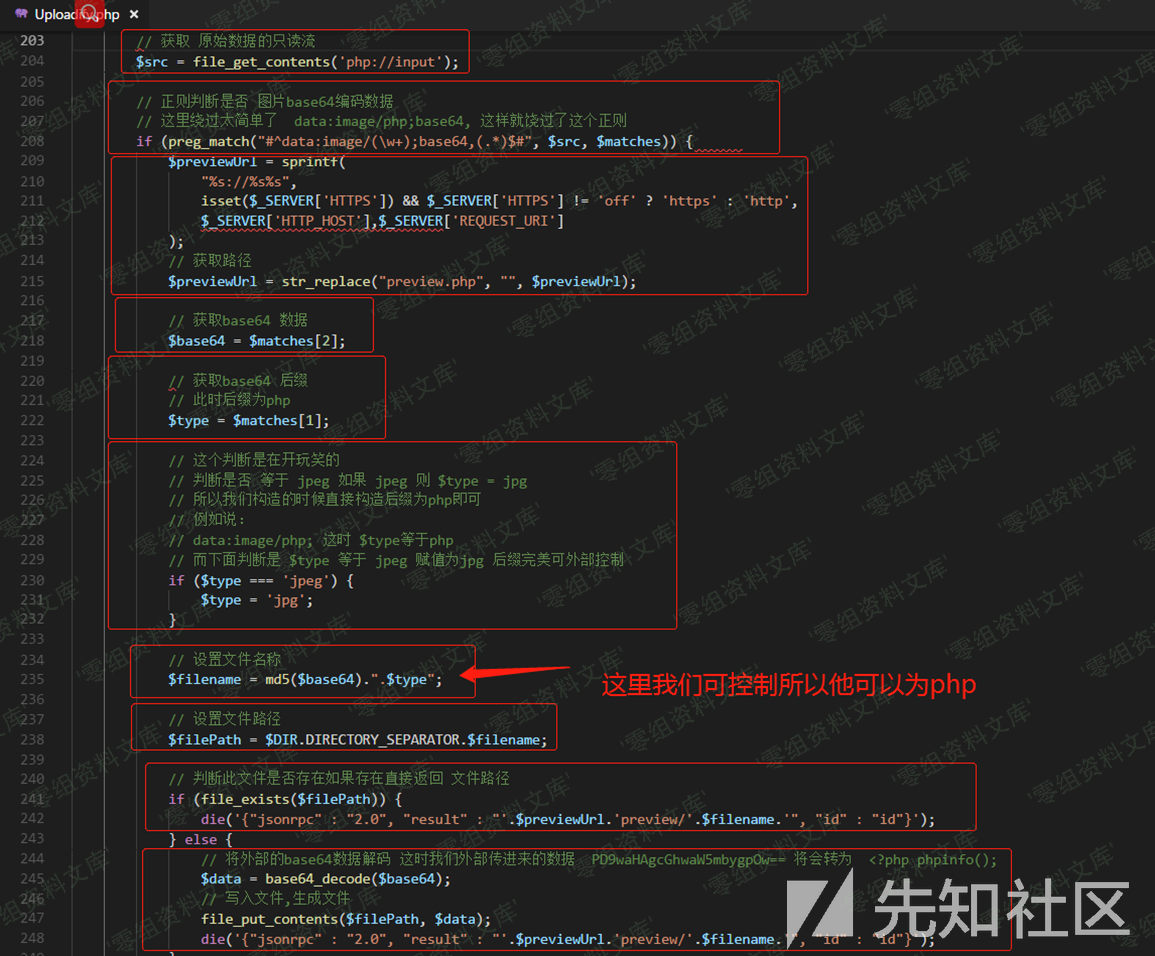 Uploadify.php ×
203 // 获取 原始数据的只读流
204 $src = file_get_contents('php://input');
205
206 // 正则判断是否 图片base64编码数据
207 // 这里绕过太简单了  data:image/php;base64, 这样就饶过了这个正则
208 if (preg_match("#^data:image/(\w+);base64,(.*)$#", $src, $matches)) {
209 $previewUrl = sprintf(
210 "%s://%s%s",
211 isset($_SERVER['HTTPS']) && $_SERVER['HTTPS'] != 'off' ? 'https' : 'http',
212 $_SERVER['HTTP_HOST'],$_SERVER['REQUEST_URI']
213 );
214 // 获取路径
215 $previewUrl = str_replace("preview.php", "", $previewUrl);
216
217 // 获取base64 数据
218 $base64 = $matches[2];
219
220 // 获取base64 后缀
221 // 此时后缀为php
222 $type = $matches[1];
223
224 // 这个判断是在开玩笑的
225 // 判断是否 等于 jpeg 如果 jpeg 则 $type = jpg
226 // 所以我们构造的时候直接构造后缀为php即可
227 // 例如说:
228 // data:image/php; 这时 $type等于php
229 // 而下面判断是 $type 等于 jpeg 赋值为jpg 后缀完美可外部控制
230 if ($type === 'jpeg') {
231 $type = 'jpg';
232 }
233
234 // 设置文件名称
235 $filename = md5($base64).".$type";
这里我们可控制所以他可以为php
236
237 // 设置文件路径
238 $filePath = $DIR.DIRECTORY_SEPARATOR.$filename;
239
240 // 判断此文件是否存在如果存在直接返回 文件路径
241 if (file_exists($filePath)) {
242 die('{"jsonrpc" : "2.0", "result" : "'.$previewUrl.'preview/'.$filename.'", "id" : "id"}');
243 } else {
244 // 将外部的base64数据解码 这时我们外部传进来的数据  PD9waHAgcGhwaW5mbygpOw== 将会转为  <?php phpinfo();
245 $data = base64_decode($base64);
246 // 写入文件,生成文件
247 file_put_contents($filePath, $data);
248 die('{"jsonrpc" : "2.0", "result" : "'.$previewUrl.'preview/'.$filename.'", "id" : "id"}');
先知社区
零组资料文库